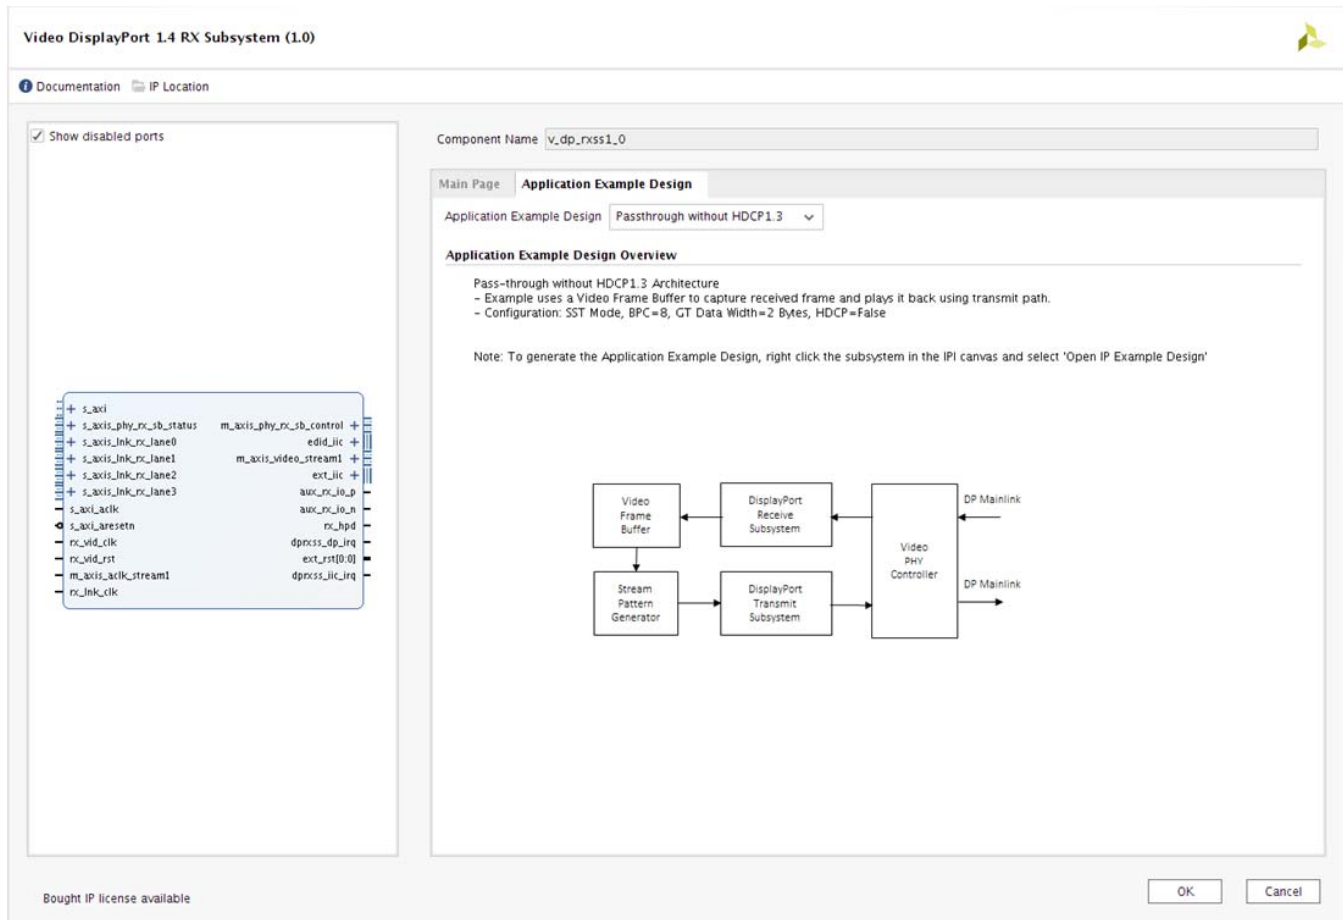 Video DisplayPort 1.4 RX Subsystem (1.0)
Documentation IP Location
Show disabled ports
s_axi
s_axis_phy_rx_sb_status
s_axis_lnk_rx_lane0
s_axis_lnk_rx_lane1
s_axis_lnk_rx_lane2
s_axis_lnk_rx_lane3
s_axi_aclk
s_axi_aresetn
rx_vid_clk
rx_vid_rst
m_axis_aclk_stream1
rx_lnk_clk
m_axis_phy_rx_sb_control
edid_iic
m_axis_video_stream1
ext_iic
aux_rx_io_p
aux_rx_io_n
rx_hpd
dprxss_dp_irq
ext_rst[0:0]
dprxss_iic_irq
Component Name v_dp_rxss1_0
Main Page Application Example Design
Application Example Design Passthrough without HDCP1.3
Application Example Design Overview
Pass-through without HDCP1.3 Architecture
- Example uses a Video Frame Buffer to capture received frame and plays it back using transmit path.
- Configuration: SST Mode, BPC=8, GT Data Width=2 Bytes, HDCP=False
Note: To generate the Application Example Design, right click the subsystem in the IPI canvas and select 'Open IP Example Design'
Video
Frame
Buffer
DisplayPort
Receive
Subsystem
DP Mainlink
Video
PHY
Controller
Stream
Pattern
Generator
DisplayPort
Transmit
Subsystem
DP Mainlink
Bought IP license available
OK Cancel